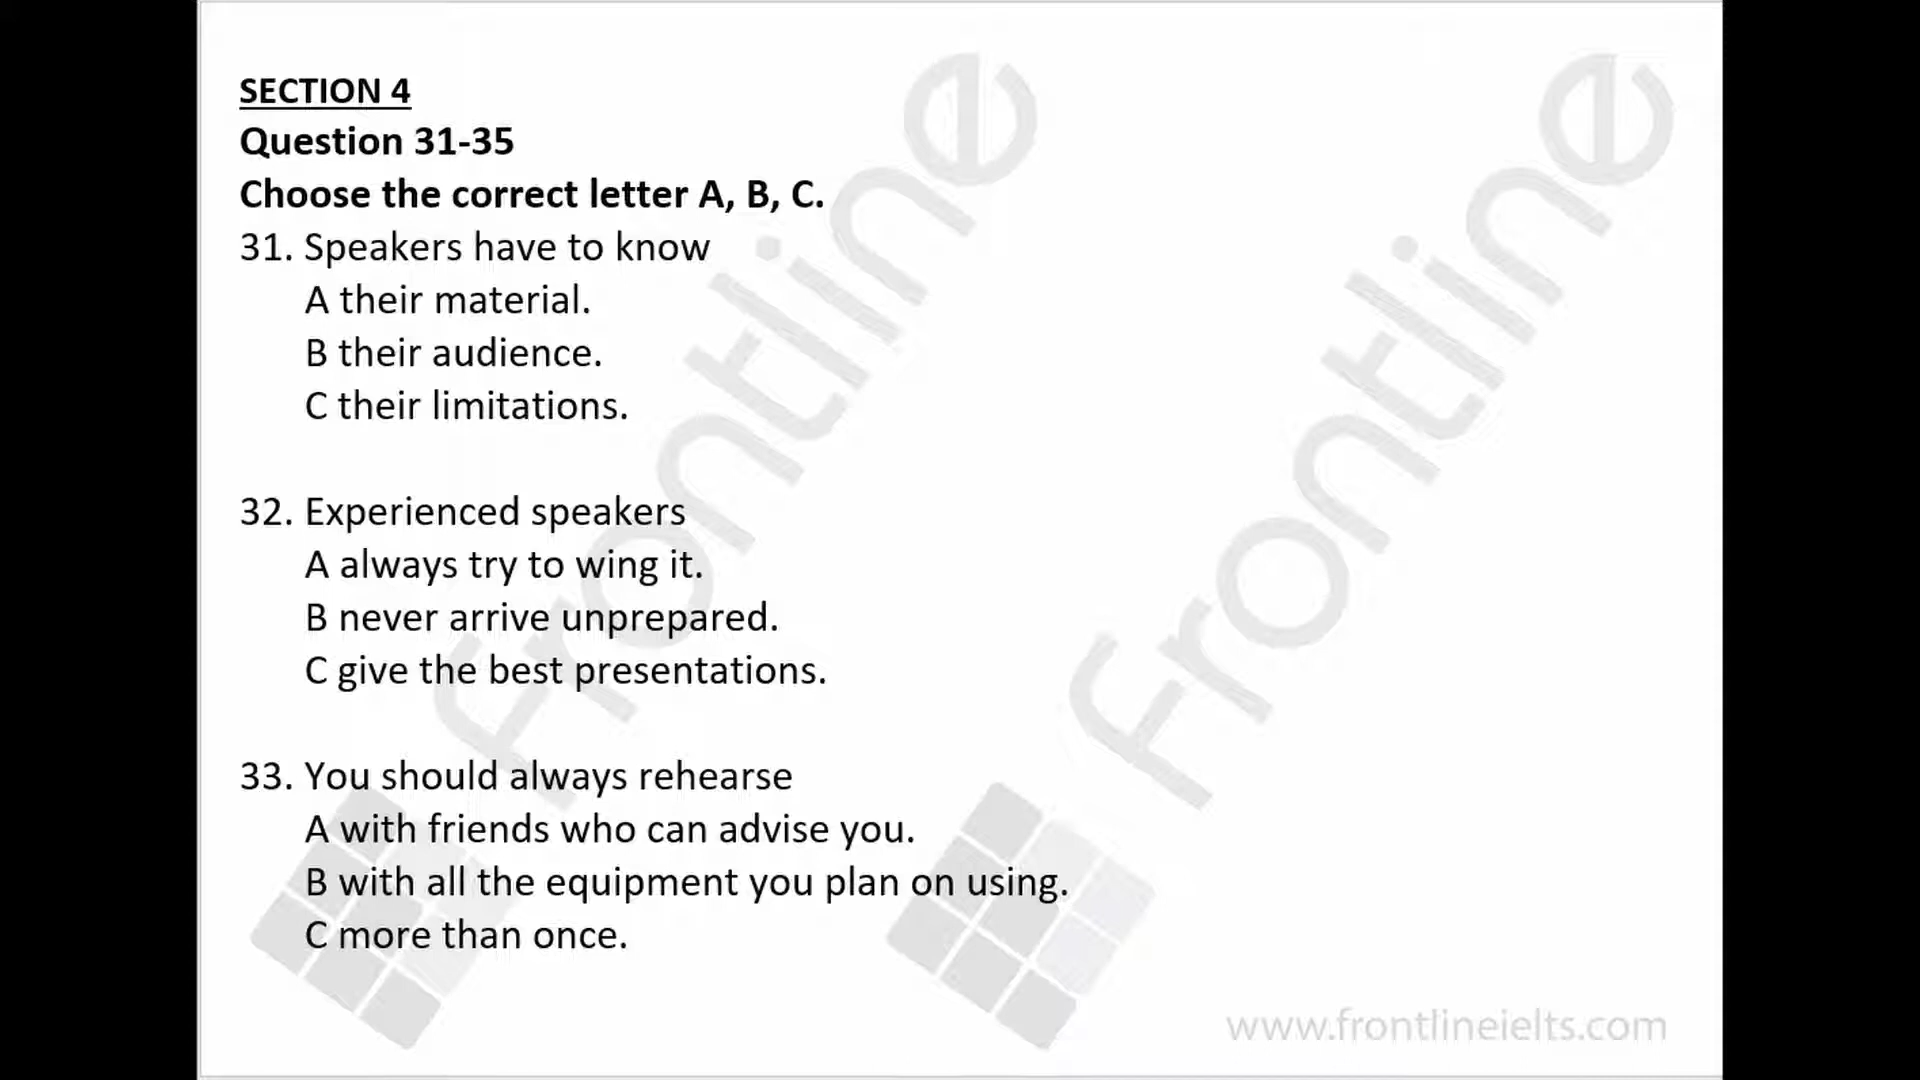 SECTION 4
Question 31-35
Choose the correct letter A, B, C.
31. Speakers have to know
A their material.
B their audience.
C their limitations.
32. Experienced speakers
A always try to wing it.
B never arrive unprepared.
C give the best presentations.
33. You should always rehearse
A with friends who can advise you.
B with all the equipment you plan on using.
C more than once.
frontline
frontline
www.frontlineielts.com